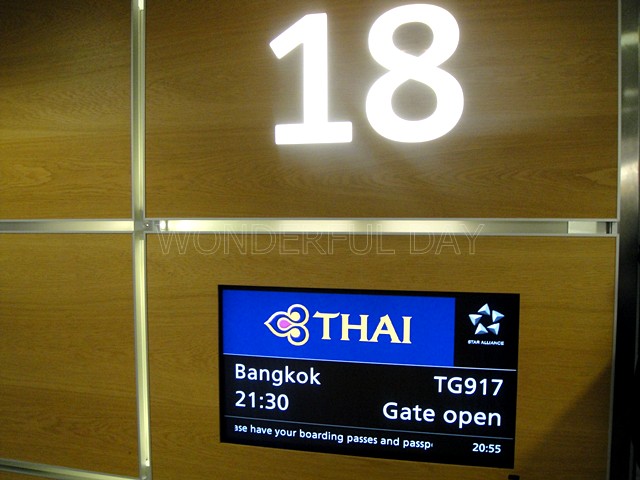 18
WONDERFUL DAY
THAI
STAR ALLIANCE
Bangkok TG917
21:30 Gate open
ase have your boarding passes and passp 20:55